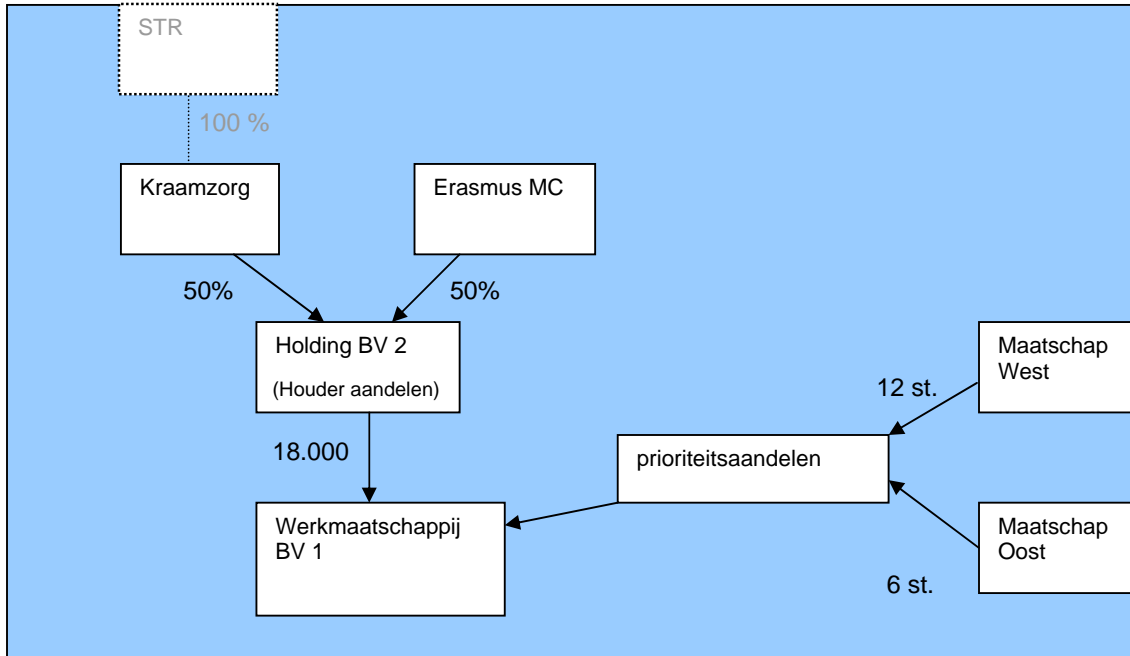 STR
100 %
Kraamzorg
Erasmus MC
50%
50%
Holding BV 2
(Houder aandelen)
Maatschap
West
12 st.
18.000
prioriteitsaandelen
Werkmaatschappij
BV 1
Maatschap
Oost
6 st.